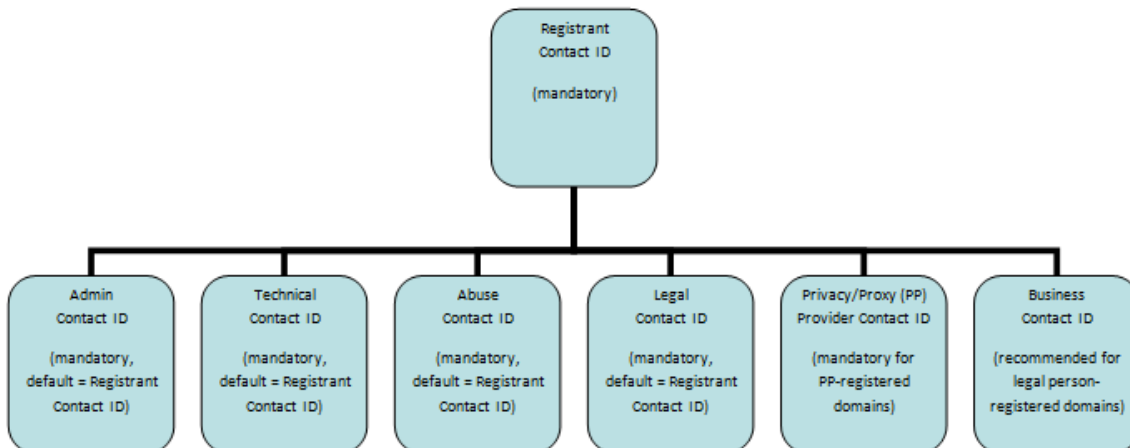 Registrant
Contact ID
(mandatory)
Admin
Contact ID
(mandatory,
default = Registrant
Contact ID)
Technical
Contact ID
(mandatory,
default = Registrant
Contact ID)
Abuse
Contact ID
(mandatory,
default = Registrant
Contact ID)
Legal
Contact ID
(mandatory,
default = Registrant
Contact ID)
Privacy/Proxy (PP)
Provider Contact ID
(mandatory for
PP-registered
domains)
Business
Contact ID
(recommended for
legal person-
registered domains)